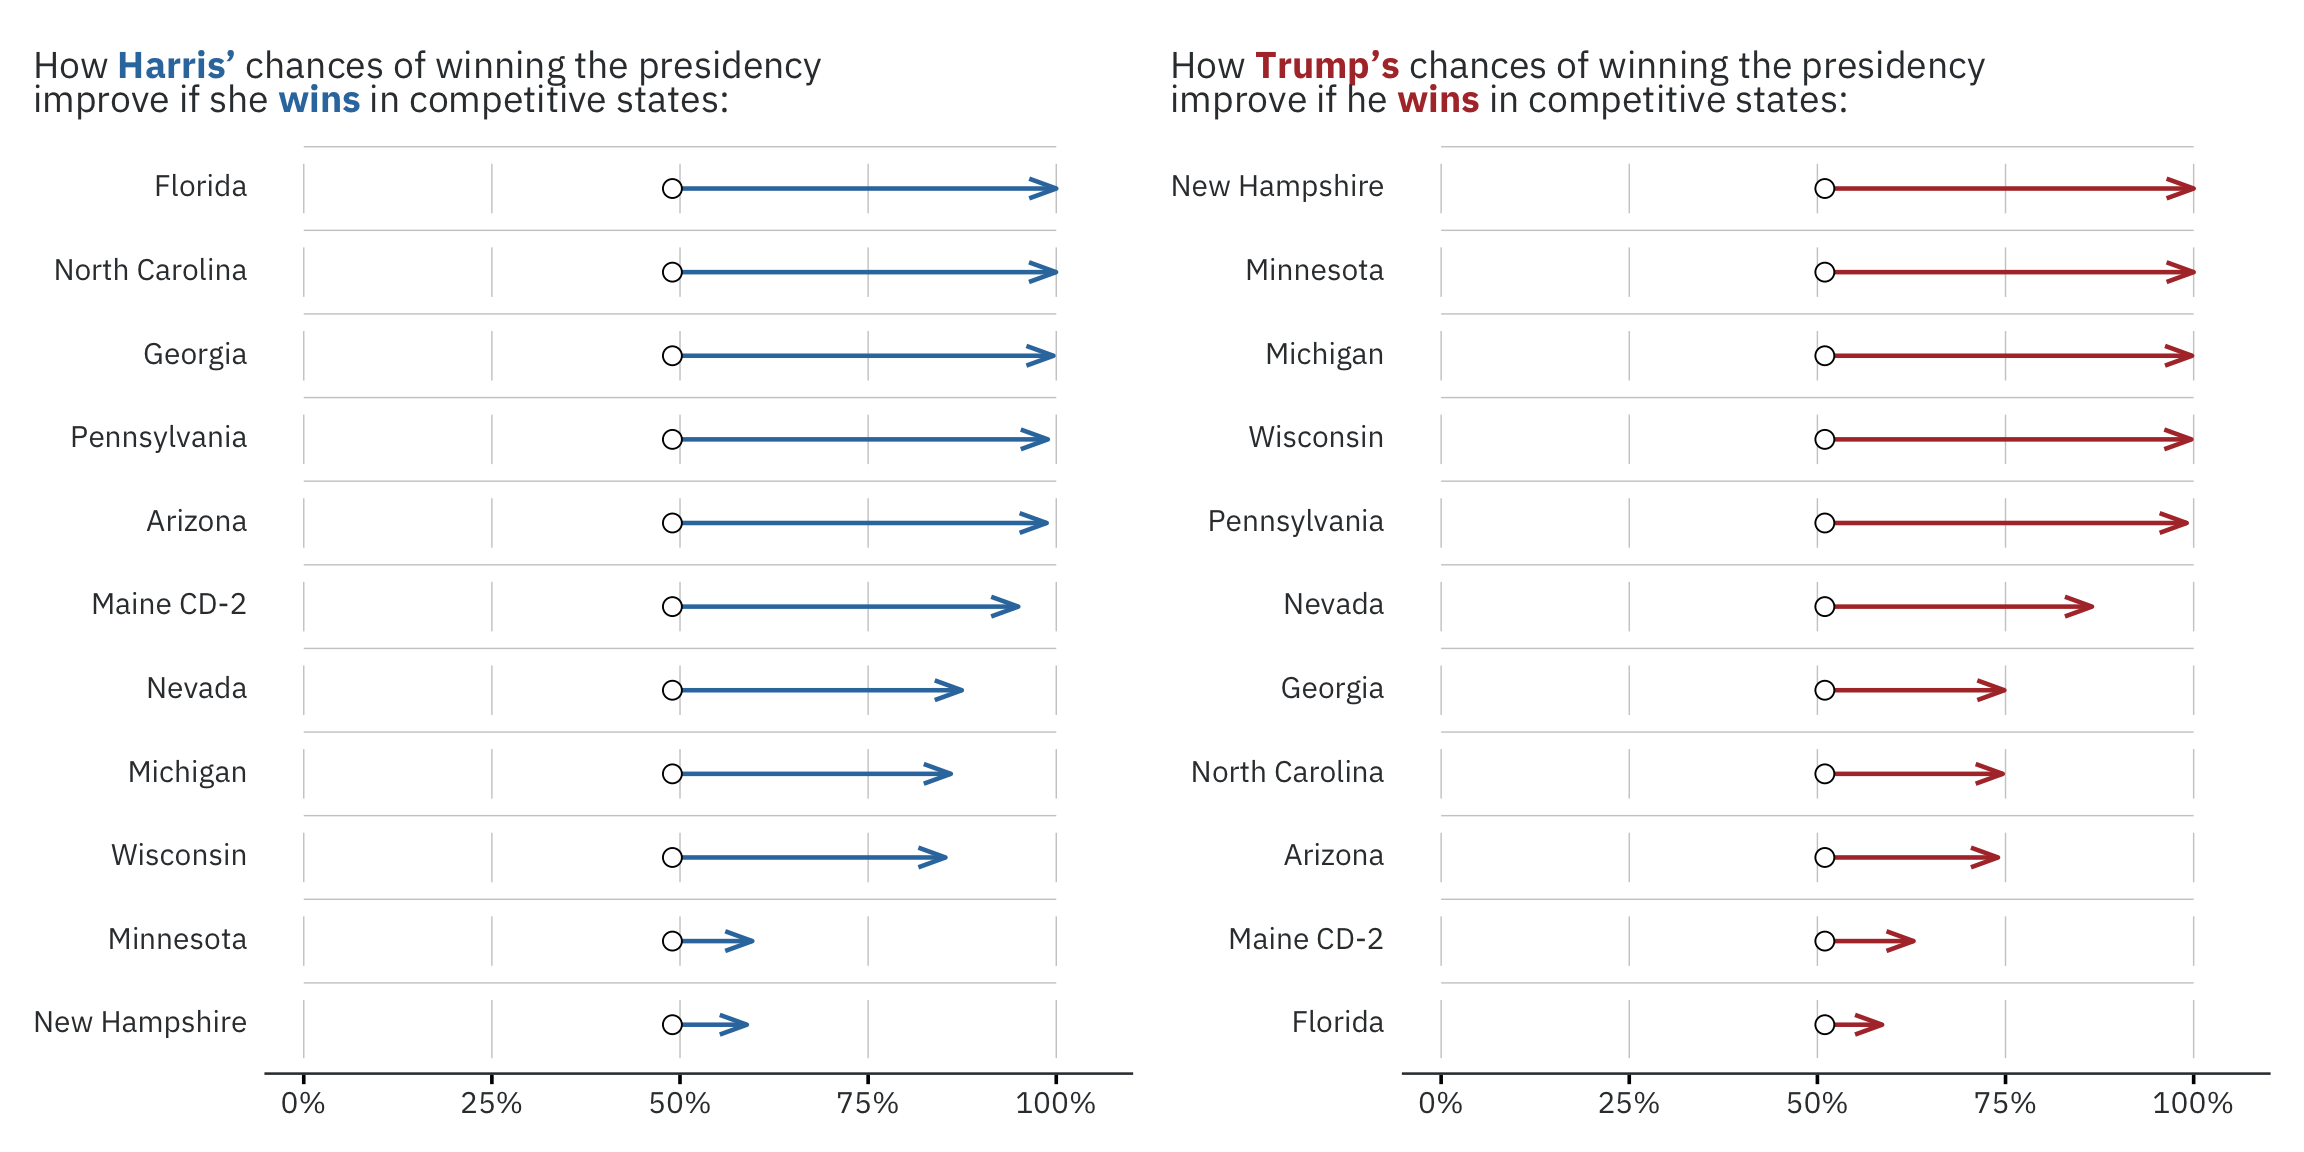 How Harris’ chances of winning the presidency
improve if she wins in competitive states:
Florida
North Carolina
Georgia
Pennsylvania
Arizona
Maine CD-2
Nevada
Michigan
Wisconsin
Minnesota
New Hampshire
0% 25% 50% 75% 100%
How Trump’s chances of winning the presidency
improve if he wins in competitive states:
New Hampshire
Minnesota
Michigan
Wisconsin
Pennsylvania
Nevada
Georgia
North Carolina
Arizona
Maine CD-2
Florida
0% 25% 50% 75% 100%